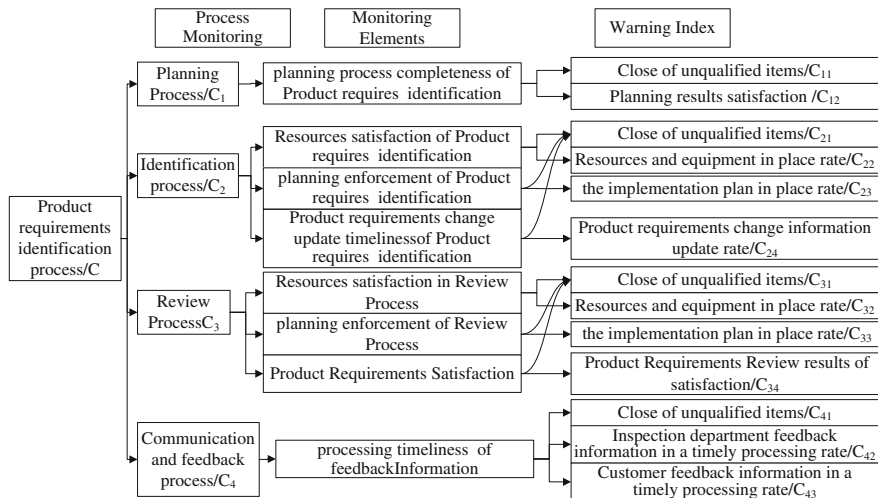 Process
Monitoring
Monitoring
Elements
Warning Index
Product
requirements
identification
process/C
Planning
Process/C₁
planning process completeness of
Product requires identification
Close of unqualified items/C₁₁
Planning results satisfaction /C₁₂
Identification
process/C₂
Resources satisfaction of Product
requires identification
planning enforcement of Product
requires identification
Product requirements change
update timelinessof Product
requires identification
Close of unqualified items/C₂₁
Resources and equipment in place rate/C₂₂
the implementation plan in place rate/C₂₃
Product requirements change information
update rate/C₂₄
Review
ProcessC₃
Resources satisfaction in Review
Process
planning enforcement of Review
Process
Product Requirements Satisfaction
Close of unqualified items/C₃₁
Resources and equipment in place rate/C₃₂
the implementation plan in place rate/C₃₃
Product Requirements Review results of
satisfaction/C₃₄
Communication
and feedback
process/C₄
processing timeliness of
feedbackInformation
Close of unqualified items/C₄₁
Inspection department feedback
information in a timely processing rate/C₄₂
Customer feedback information in a
timely processing rate/C₄₃